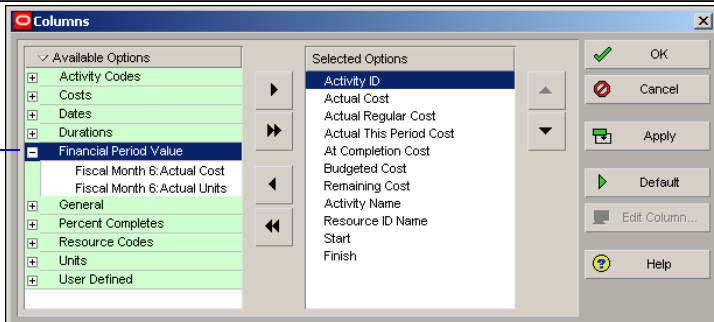 Columns
Available Options
Activity Codes
Costs
Dates
Durations
Financial Period Value
Fiscal Month 6:Actual Cost
Fiscal Month 6:Actual Units
General
Percent Completes
Resource Codes
Units
User Defined
Selected Options
Activity ID
Actual Cost
Actual Regular Cost
Actual This Period Cost
At Completion Cost
Budgeted Cost
Remaining Cost
Activity Name
Resource ID Name
Start
Finish
OK
Cancel
Apply
Default
Edit Column...
Help